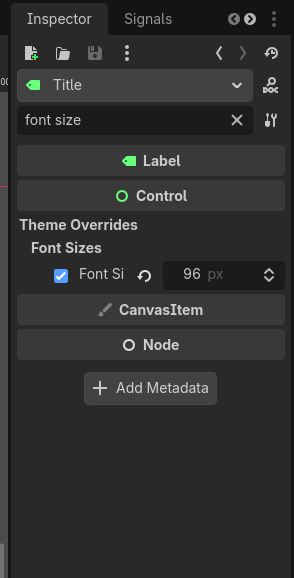 Inspector Signals
Title
DOC
font size
Label
Control
Theme Overrides
Font Sizes
Font Si 96 px
CanvasItem
Node
Add Metadata